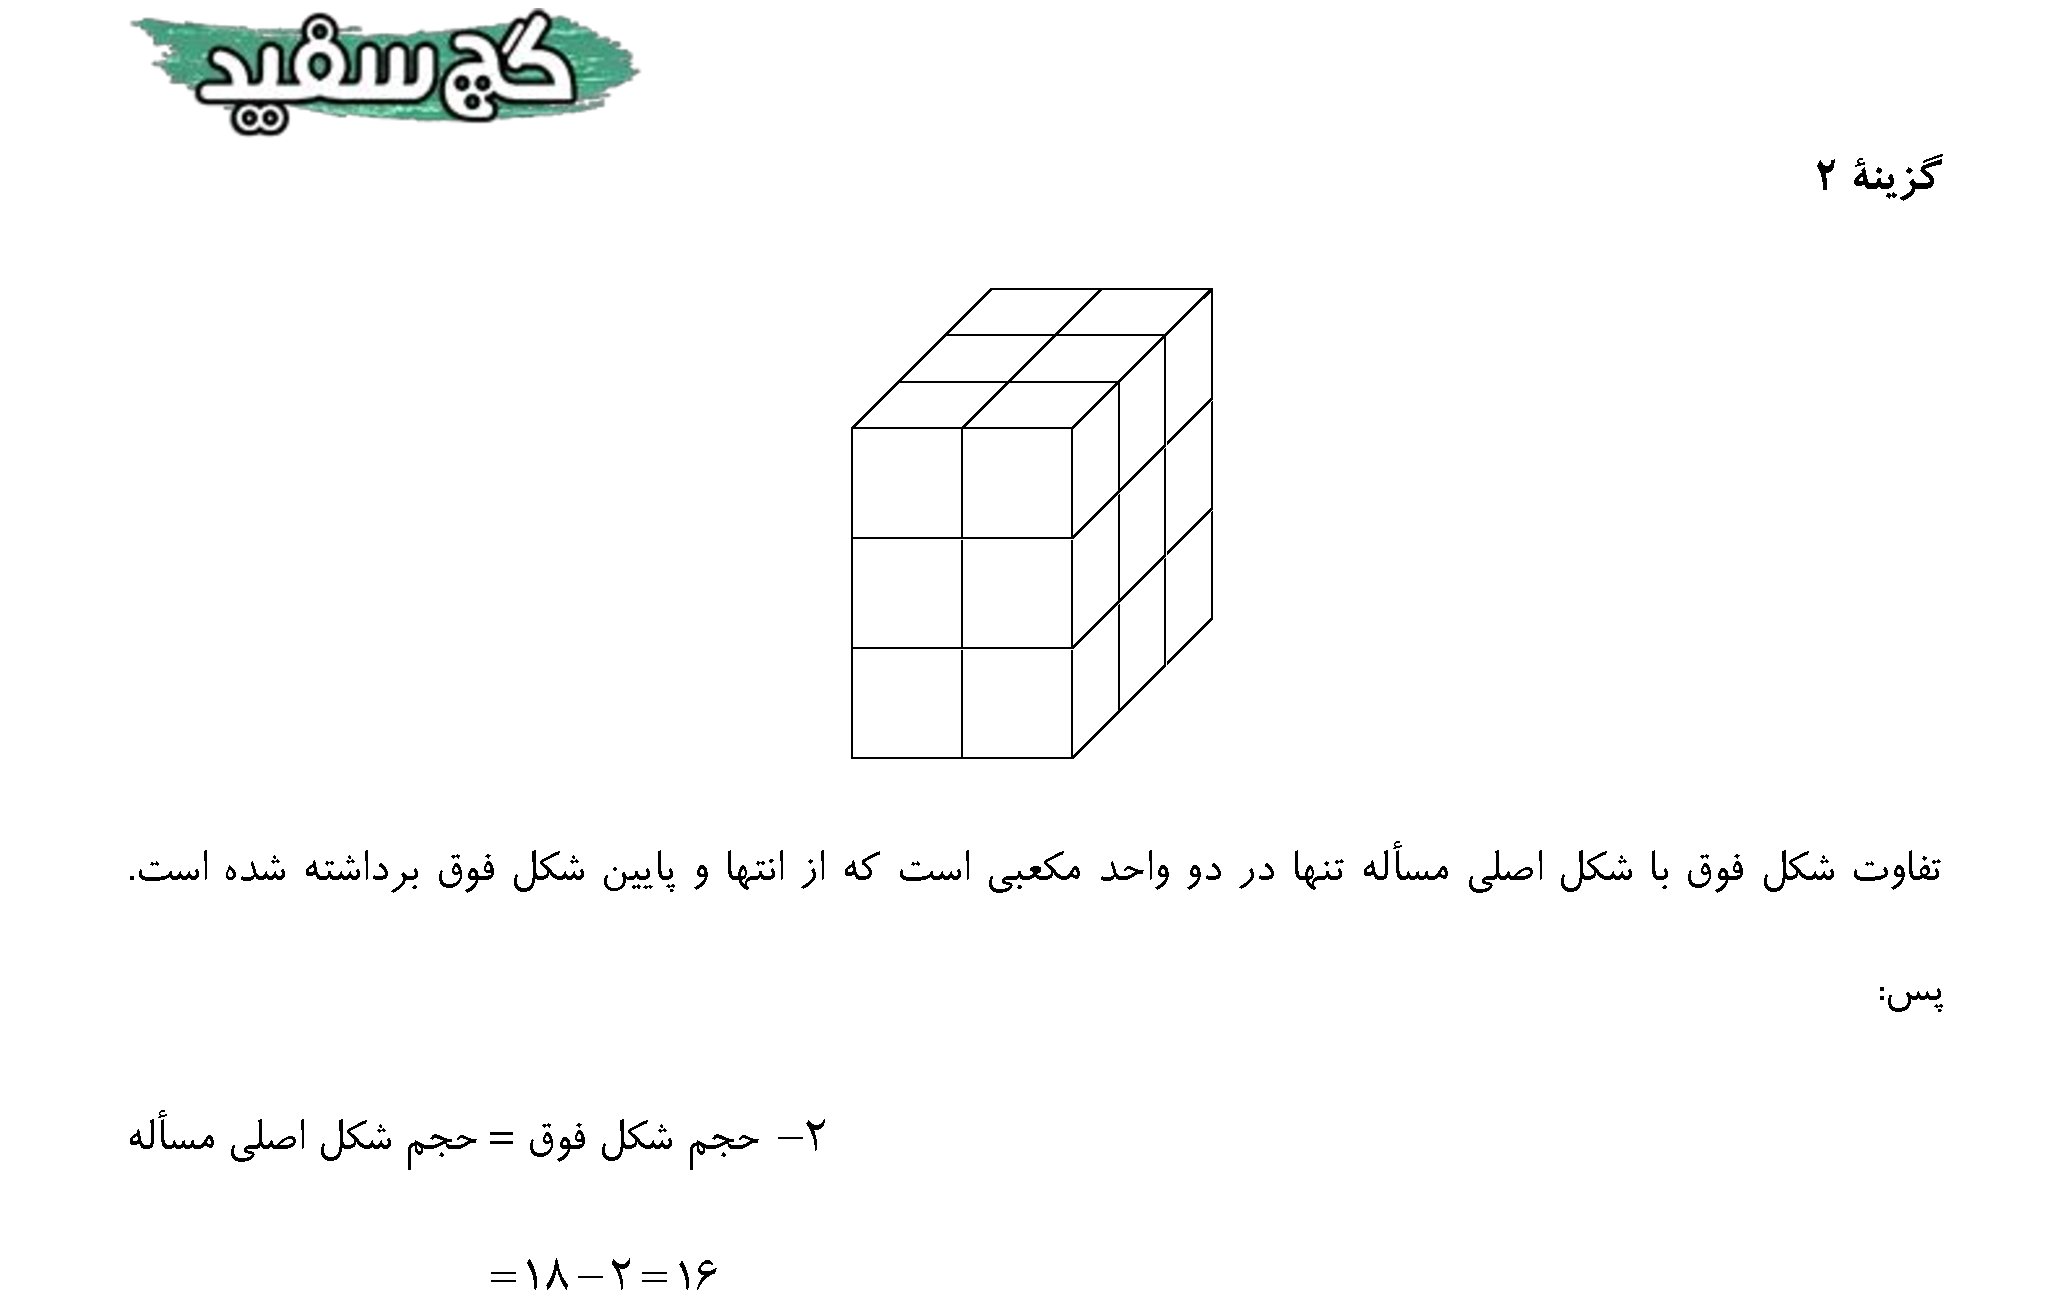 گچ سفید
گزینهٔ ۲
تفاوت شکل فوق با شکل اصلی مسأله تنها در دو واحد مکعبی است که از انتها و پایین شکل فوق برداشته شده است.
پس:
حجم شکل اصلی مسأله = حجم شکل فوق -۲
=۱۸-۲=۱۶